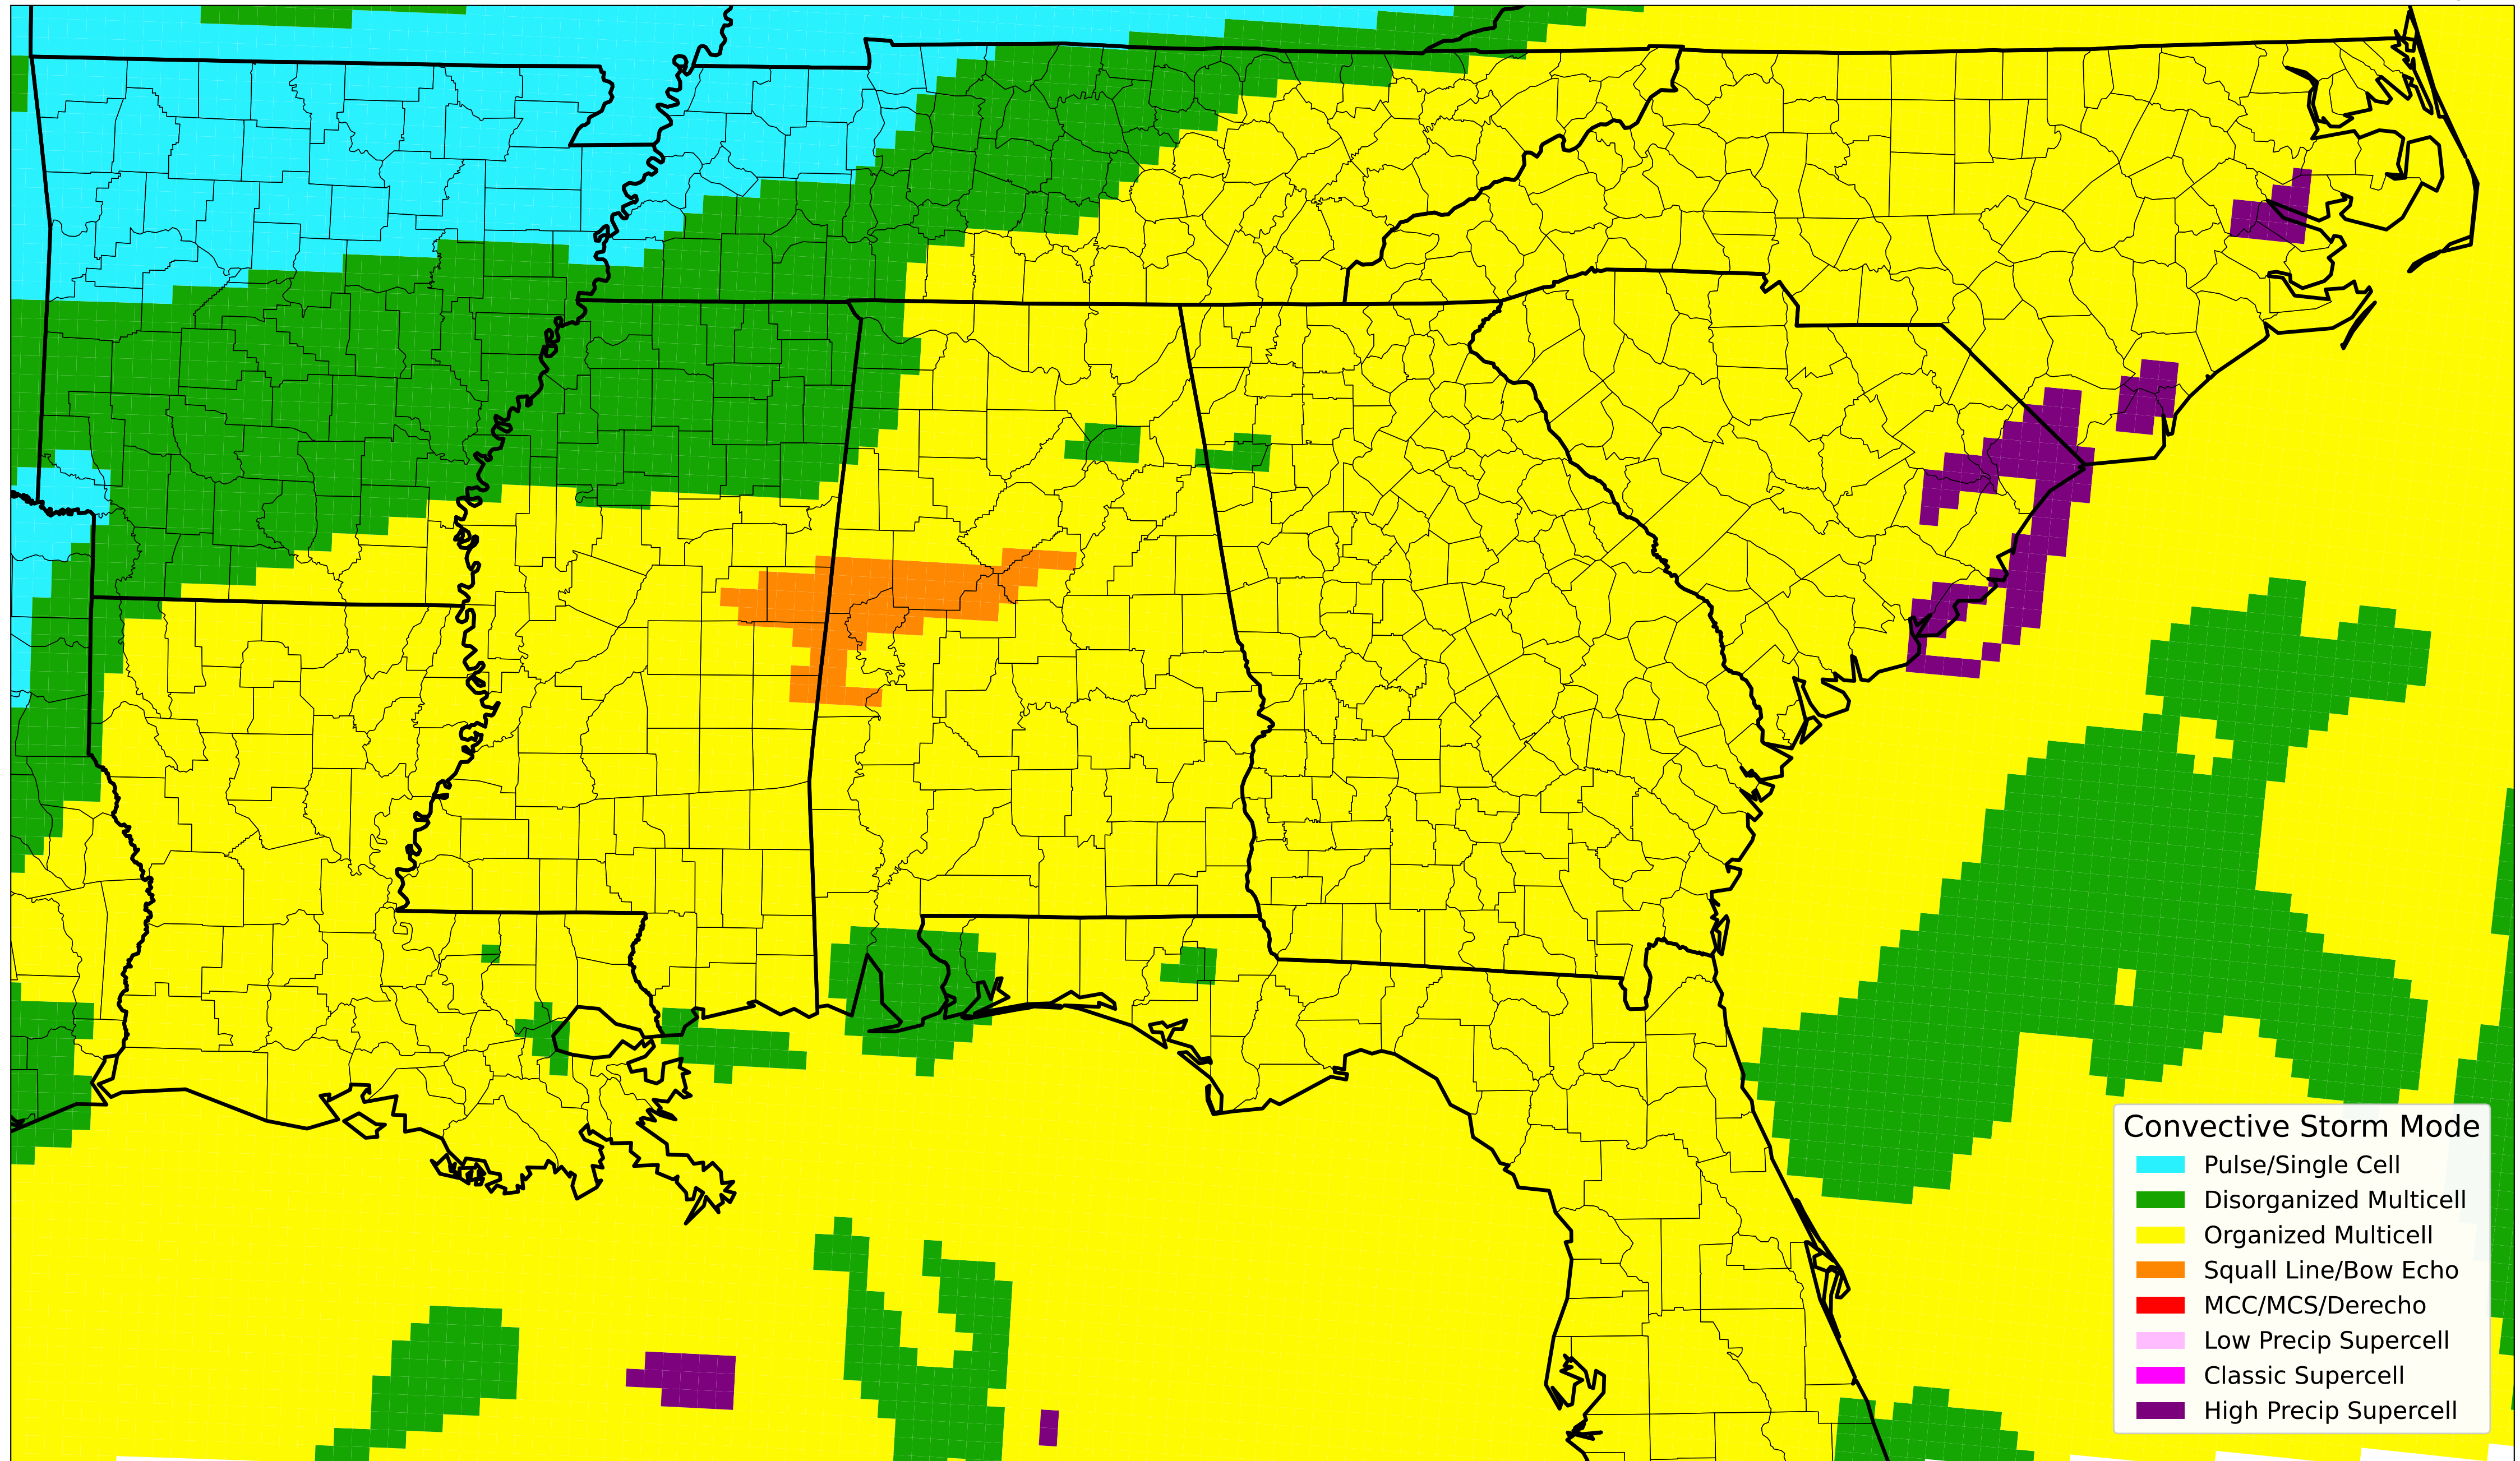 Convective Storm Mode
Pulse/Single Cell
Disorganized Multicell
Organized Multicell
Squall Line/Bow Echo
MCC/MCS/Derecho
Low Precip Supercell
Classic Supercell
High Precip Supercell